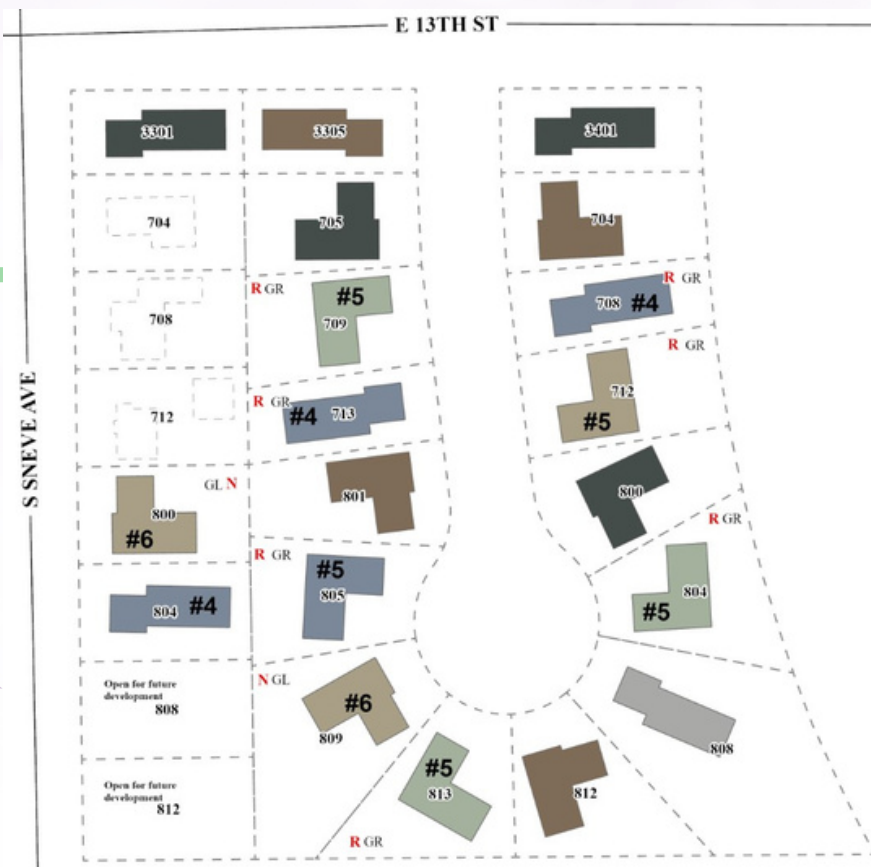 E 13TH ST
S SNEVE AVE
3301
3305
3401
704
705
704
R GR
#5
709
708
R GR
708 #4
R GR
712
#5
712
R GR
#4 713
GL N
800
#6
801
800
R GR
R GR
#5
805
804 #4
804
#5
Open for future
development
808
N GL
#6
809
808
#5
813
812
Open for future
development
812
R GR